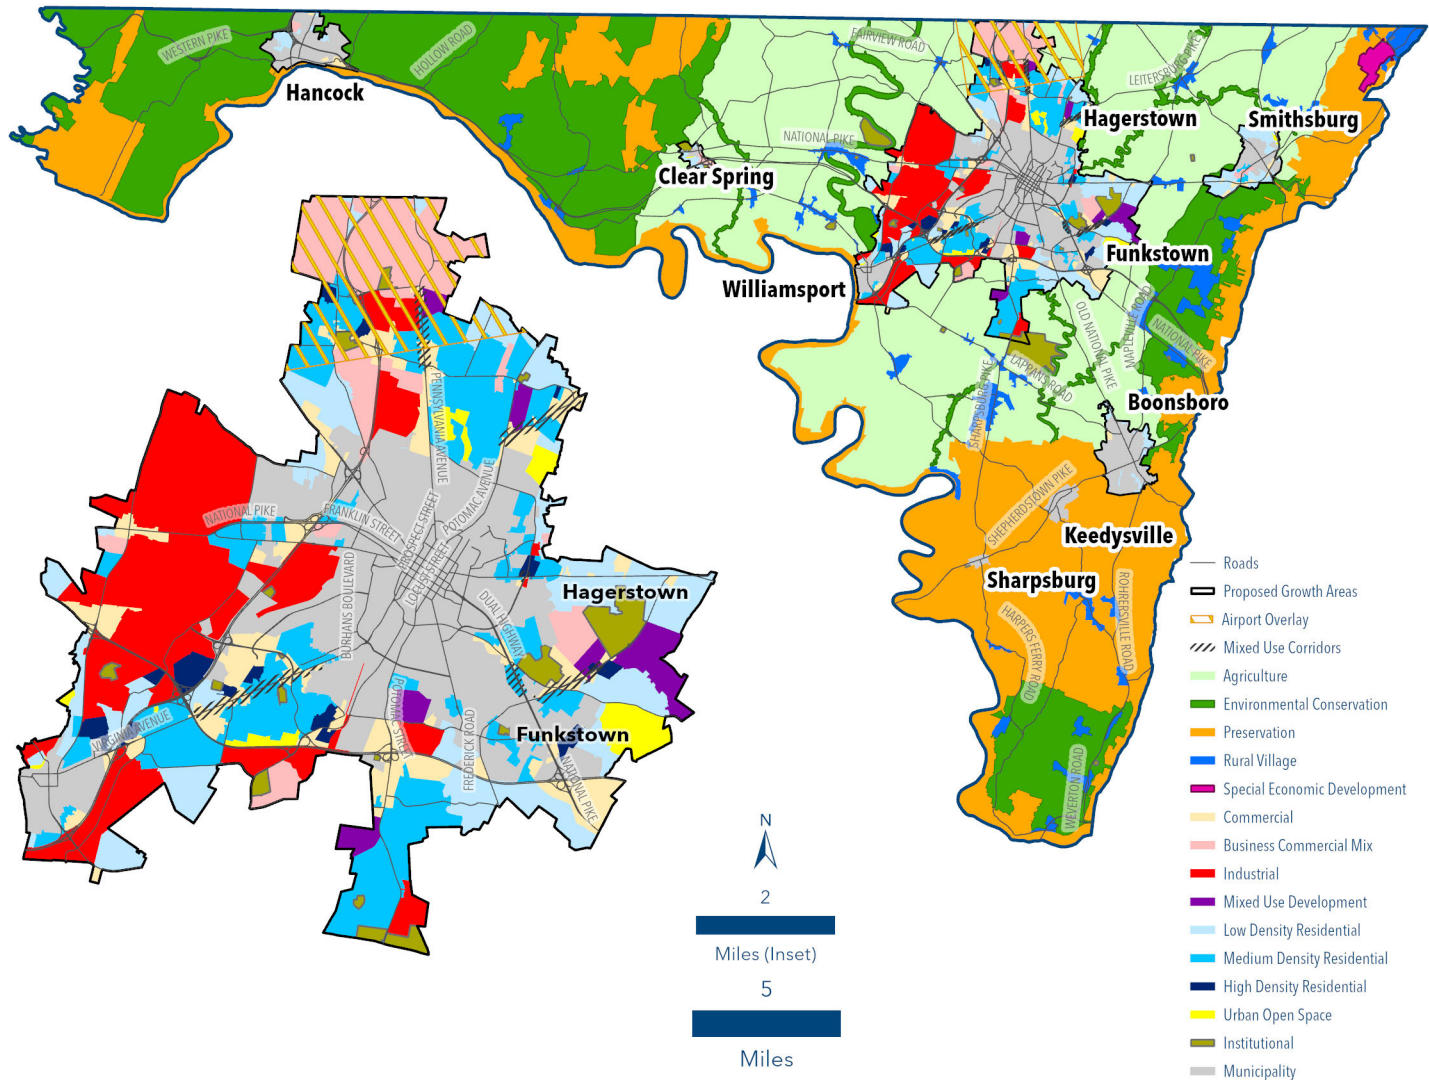 WESTERN PIKE
HOLLOW ROAD
Hancock
FAIRVIEW ROAD
LEITERSBURG PIKE
NATIONAL PIKE
Hagerstown
Smithsburg
Clear Spring
Funkstown
Williamsport
OLD NATIONAL PIKE
MAPLEVILLE ROAD
NATIONAL PIKE
LAPPANS ROAD
SHARPSBURG PIKE
Boonsboro
SHEPHERDSTOWN PIKE
Keedysville
Sharpsburg
HARPERS FERRY ROAD
ROHRERSVILLE ROAD
WEVERTON ROAD
PENNSYLVANIA AVENUE
NATIONAL PIKE
FRANKLIN STREET
PROSPECT STREET
POTOMAC AVENUE
LOCUST STREET
BURHANS BOULEVARD
DUAL HIGHWAY
Hagerstown
VIRGINIA AVENUE
POTOMAC STREET
FREDERICK ROAD
Funkstown
NATIONAL PIKE
N
2
Miles (Inset)
5
Miles
Roads
Proposed Growth Areas
Airport Overlay
Mixed Use Corridors
Agriculture
Environmental Conservation
Preservation
Rural Village
Special Economic Development
Commercial
Business Commercial Mix
Industrial
Mixed Use Development
Low Density Residential
Medium Density Residential
High Density Residential
Urban Open Space
Institutional
Municipality